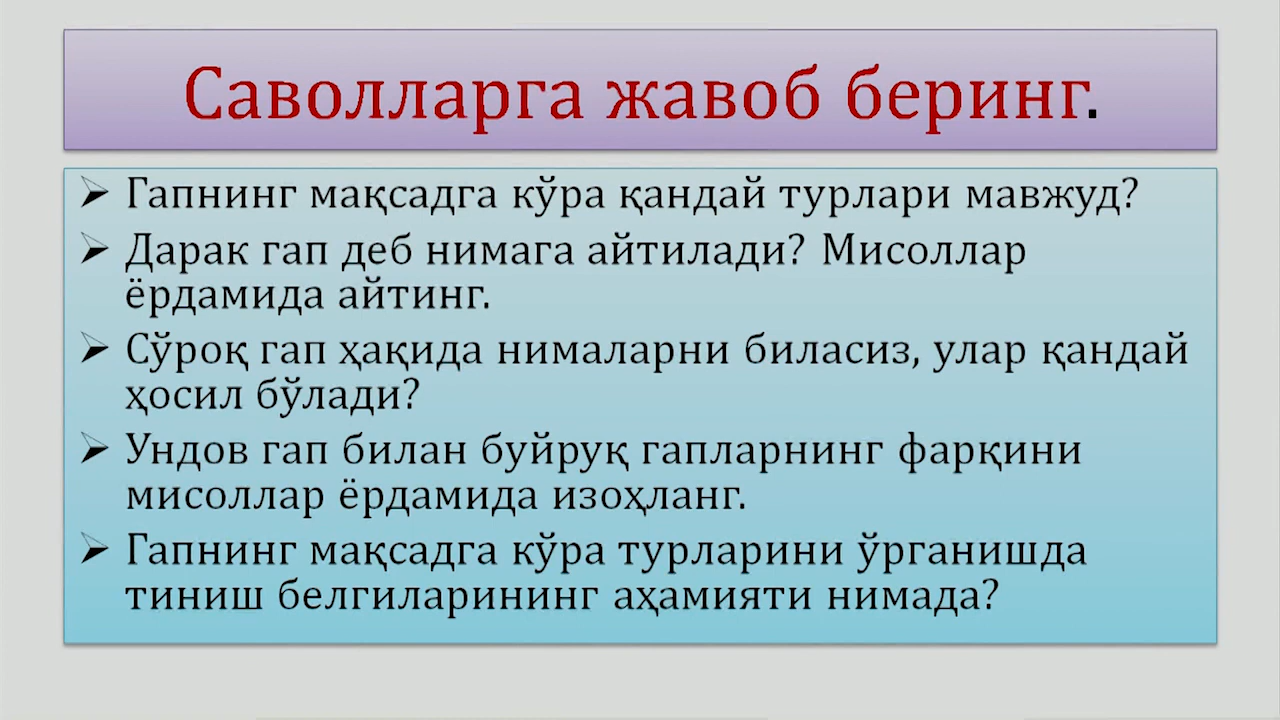 Саволларга жавоб беринг.
➢ Гапнинг мақсадга кўра қандай турлари мавжуд?
➢ Дарак гап деб нимага айтилади? Мисоллар
ёрдамида айтинг.
➢ Сўроқ гап ҳақида нималарни биласиз, улар қандай
ҳосил бўлади?
➢ Ундов гап билан буйруқ гапларнинг фарқини
мисоллар ёрдамида изоҳланг.
➢ Гапнинг мақсадга кўра турларини ўрганишда
тиниш белгиларининг аҳамияти нимада?